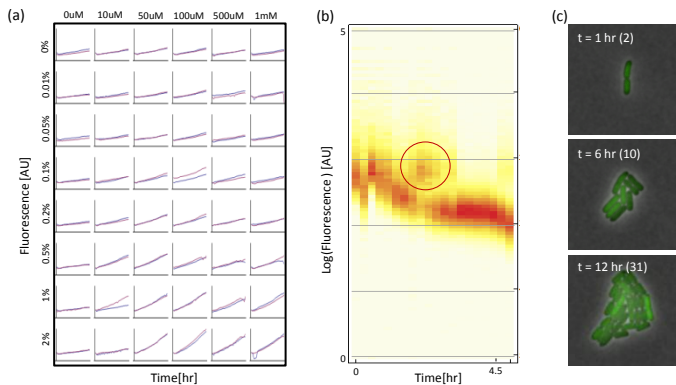 (a)
0uM 10uM 50uM 100uM 500uM 1mM
0%
0.01%
0.05%
0.1%
0.2%
0.5%
1%
2%
Fluorescence [AU]
Time[hr]
(b)
5
Log(Fluorescence ) [AU]
0
0
4.5
Time[hr]
(c)
t = 1 hr (2)
t = 6 hr (10)
t = 12 hr (31)